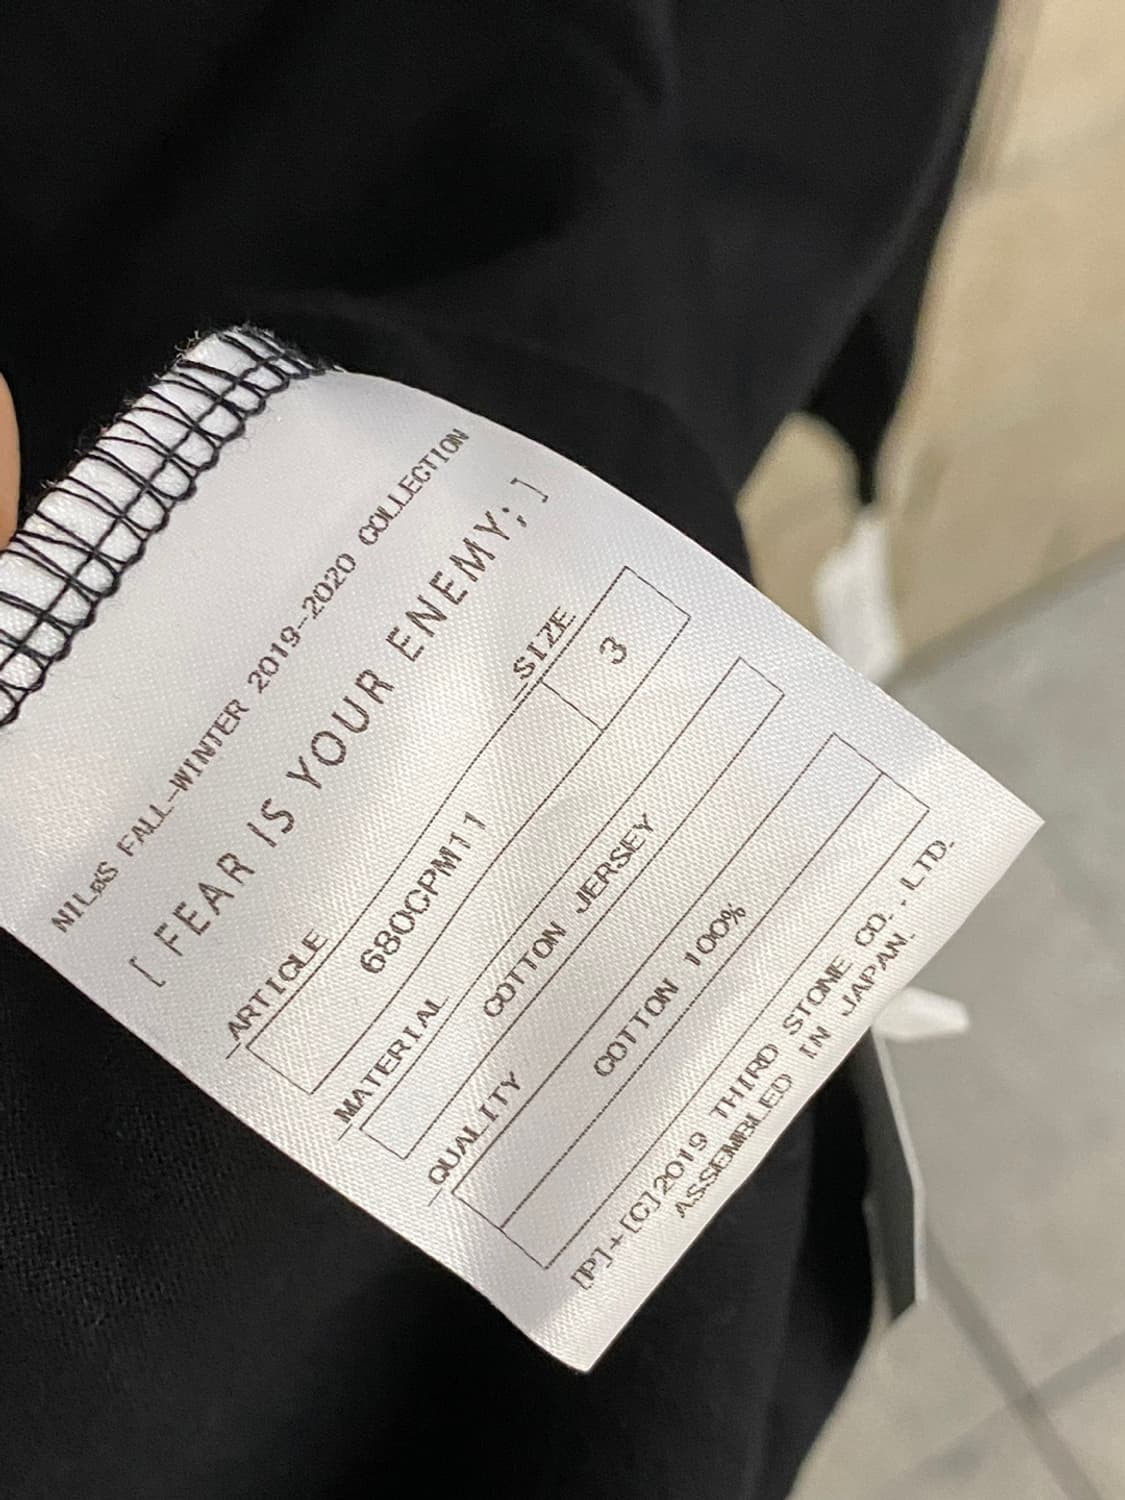 NILøS FALL-WINTER 2019-2020 COLLECTION
[ FEAR IS YOUR ENEMY; ]
ARTICLE SIZE
680CPM11 3
MATERIAL
COTTON JERSEY
QUALITY
COTTON 100%
[P]+[C]2019 THIRD STONE CO.,LTD.
ASSEMBLED IN JAPAN.